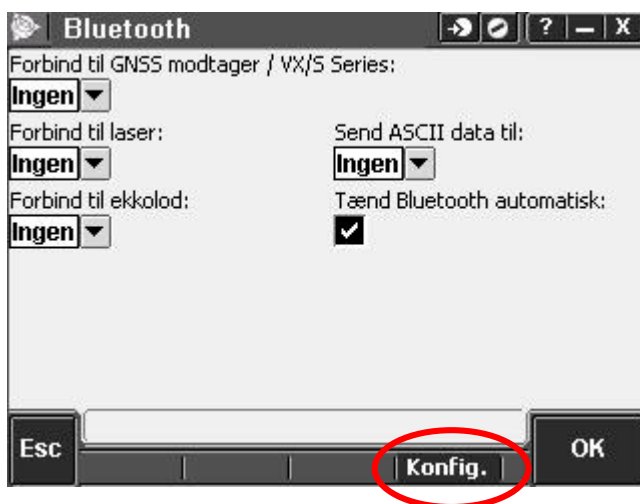 Bluetooth ? – X
Forbind til GNSS modtager / VX/S Series:
Ingen
Forbind til laser: Send ASCII data til:
Ingen Ingen
Forbind til ekkolod: Tænd Bluetooth automatisk:
Ingen
Esc Konfig. OK